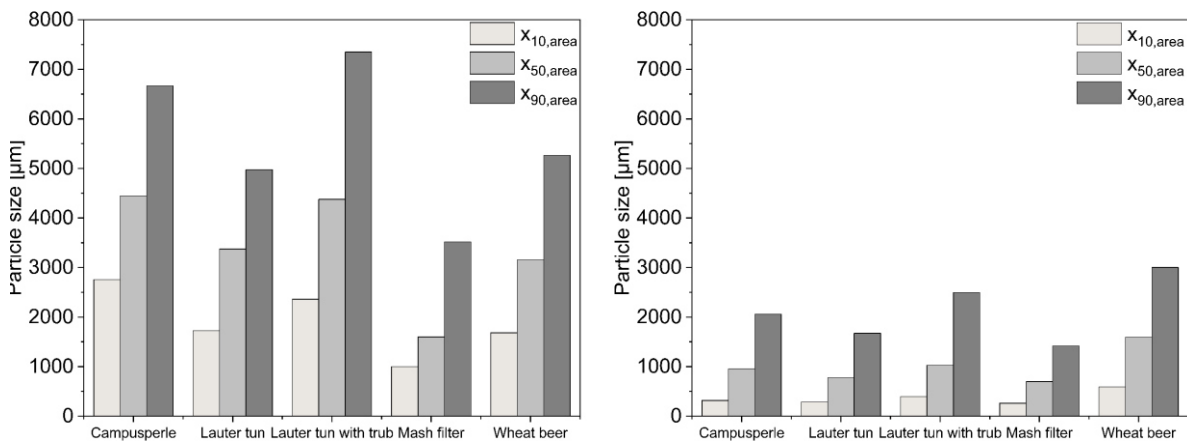 8000
7000
6000
5000
4000
3000
2000
1000
0
Particle size [µm]
x10,area
x50,area
x90,area
Campusperle Lauter tun Lauter tun with trub Mash filter Wheat beer
8000
7000
6000
5000
4000
3000
2000
1000
0
Particle size [µm]
x10,area
x50,area
x90,area
Campusperle Lauter tun Lauter tun with trub Mash filter Wheat beer